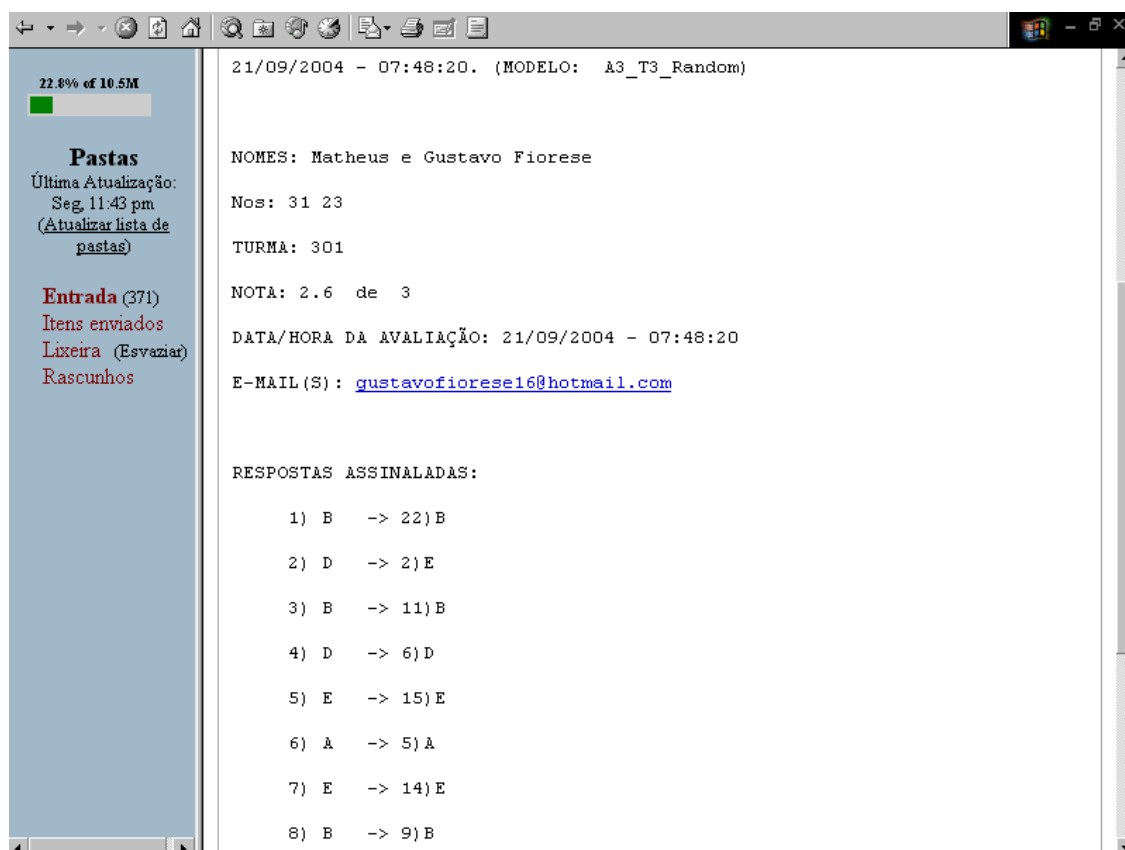 22.8% of 10.5M
Pastas
Última Atualização:
Seg, 11:43 pm
(Atualizar lista de
pastas)
Entrada (371)
Itens enviados
Lixeira (Esvaziar)
Rascunhos
21/09/2004 - 07:48:20. (MODELO: A3_T3_Random)
NOMES: Matheus e Gustavo Fiorese
Nos: 31 23
TURMA: 301
NOTA: 2.6 de 3
DATA/HORA DA AVALIAÇÃO: 21/09/2004 - 07:48:20
E-MAIL(S): gustavofiorese16@hotmail.com
RESPOSTAS ASSINALADAS:
1) B -> 22)B
2) D -> 2)E
3) B -> 11)B
4) D -> 6)D
5) E -> 15)E
6) A -> 5)A
7) E -> 14)E
8) B -> 9)B